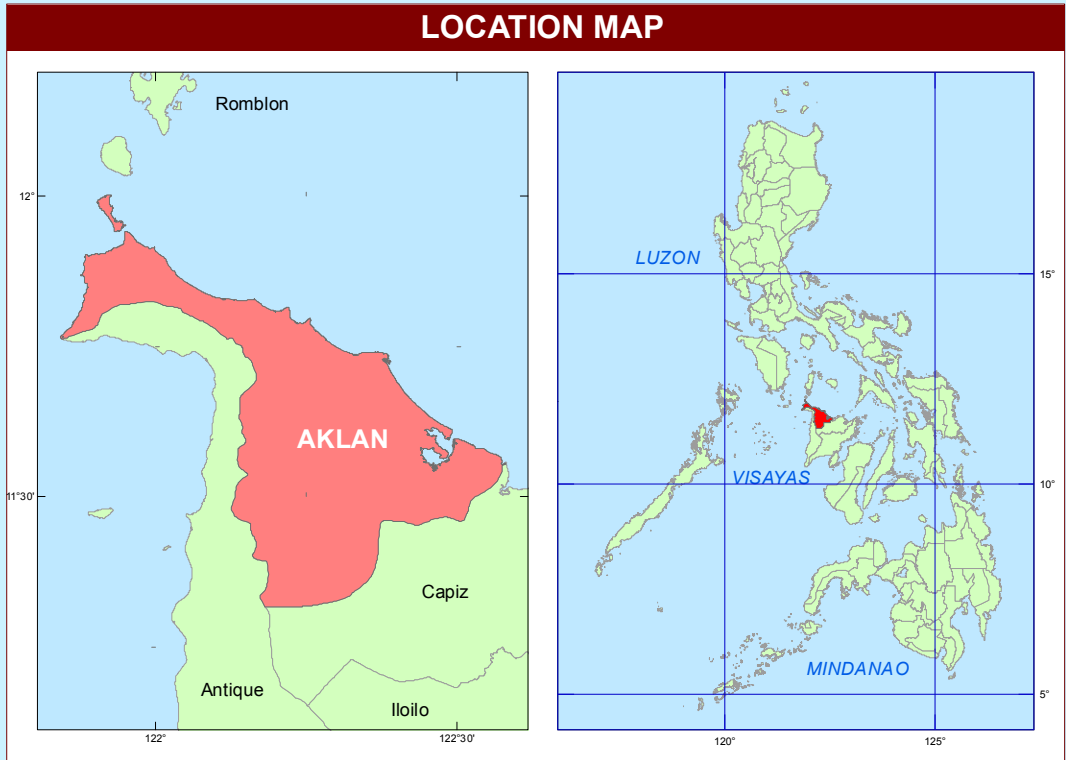 LOCATION MAP
Romblon
12°
AKLAN
11°30'
Capiz
Antique
Iloilo
122°
122°30'
LUZON
15°
VISAYAS
10°
MINDANAO
5°
120°
125°